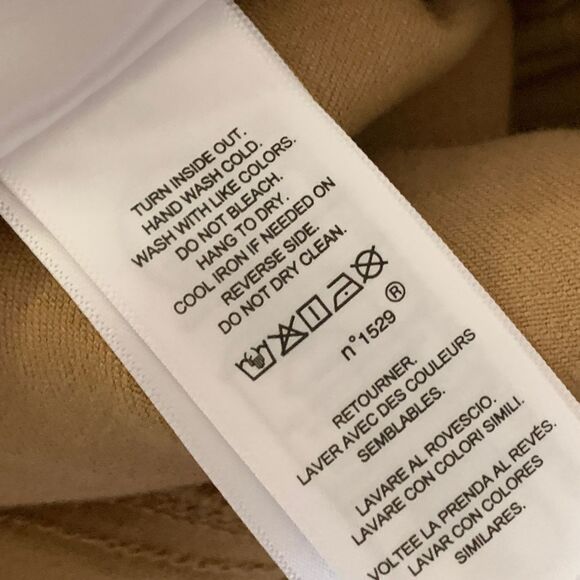 TURN INSIDE OUT.
HAND WASH COLD.
WASH WITH LIKE COLORS.
DO NOT BLEACH.
HANG TO DRY.
COOL IRON IF NEEDED ON
REVERSE SIDE.
DO NOT DRY CLEAN.
n°1529 ®
RETOURNER.
LAVER AVEC DES COULEURS
SEMBLABLES.
LAVARE AL ROVESCIO.
LAVARE CON COLORI SIMILI.
VOLTEE LA PRENDA AL REVÉS.
LAVAR CON COLORES
SIMILARES.